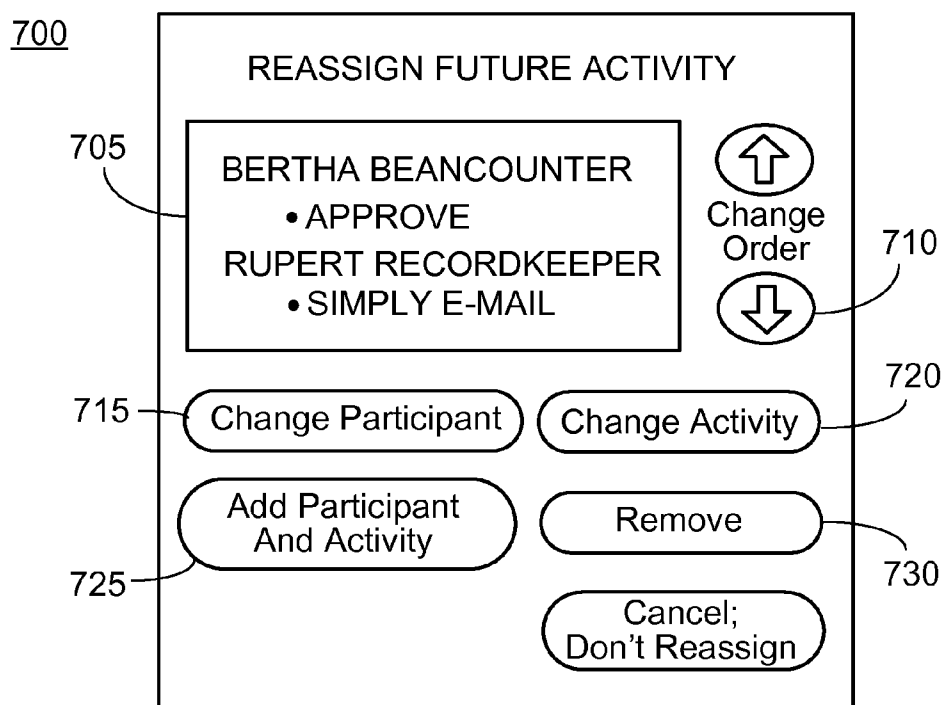 700
REASSIGN FUTURE ACTIVITY
705
BERTHA BEANCOUNTER
• APPROVE
RUPERT RECORDKEEPER
• SIMPLY E-MAIL
Change
Order
710
715
Change Participant
Change Activity
720
Add Participant
And Activity
725
Remove
730
Cancel;
Don't Reassign